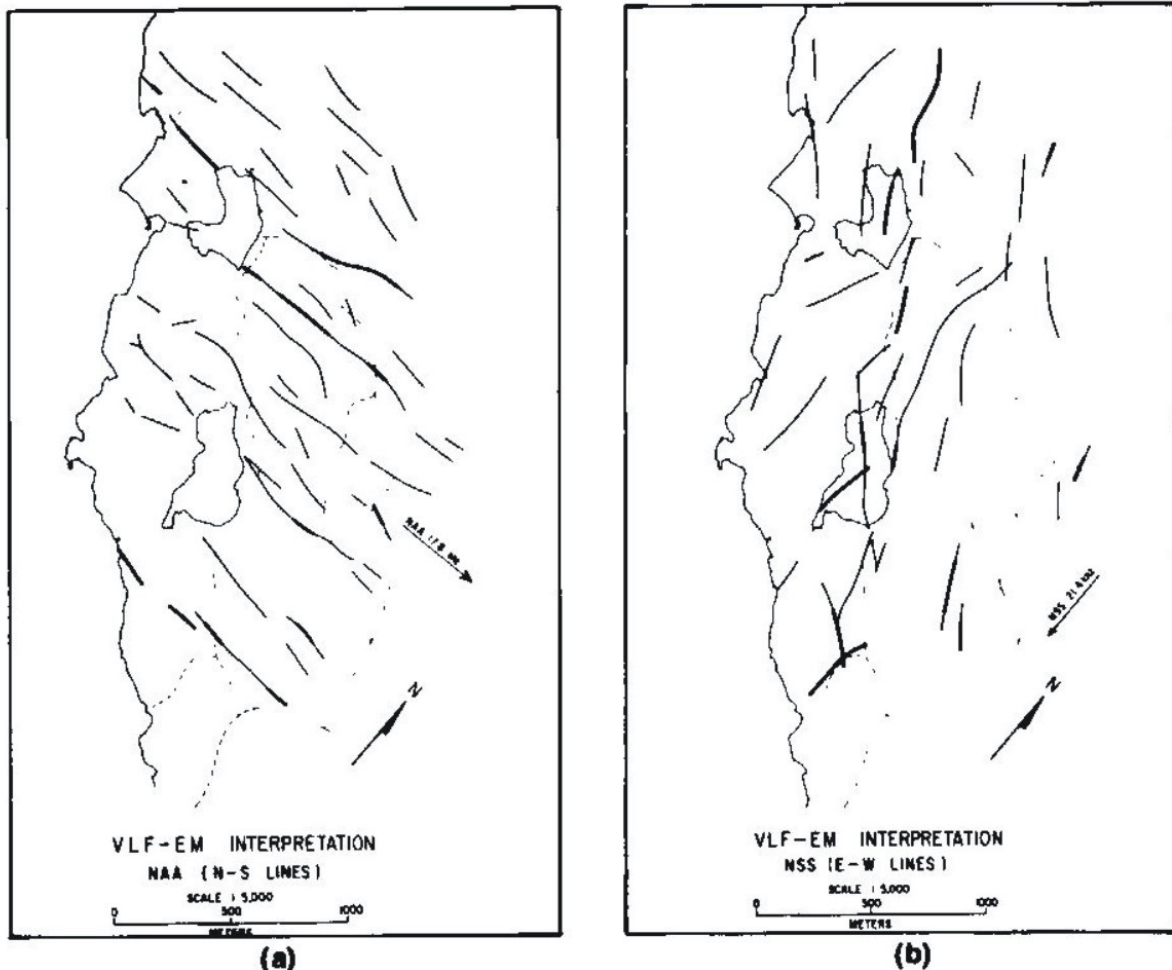 NAA 17.8
N
VLF-EM INTERPRETATION
NAA (N-S LINES)
SCALE 1:5,000
0 500 1000
METERS
(a)
NSS 21.4 kHz
N
VLF-EM INTERPRETATION
NSS (E-W LINES)
SCALE 1:5,000
0 500 1000
METERS
(b)